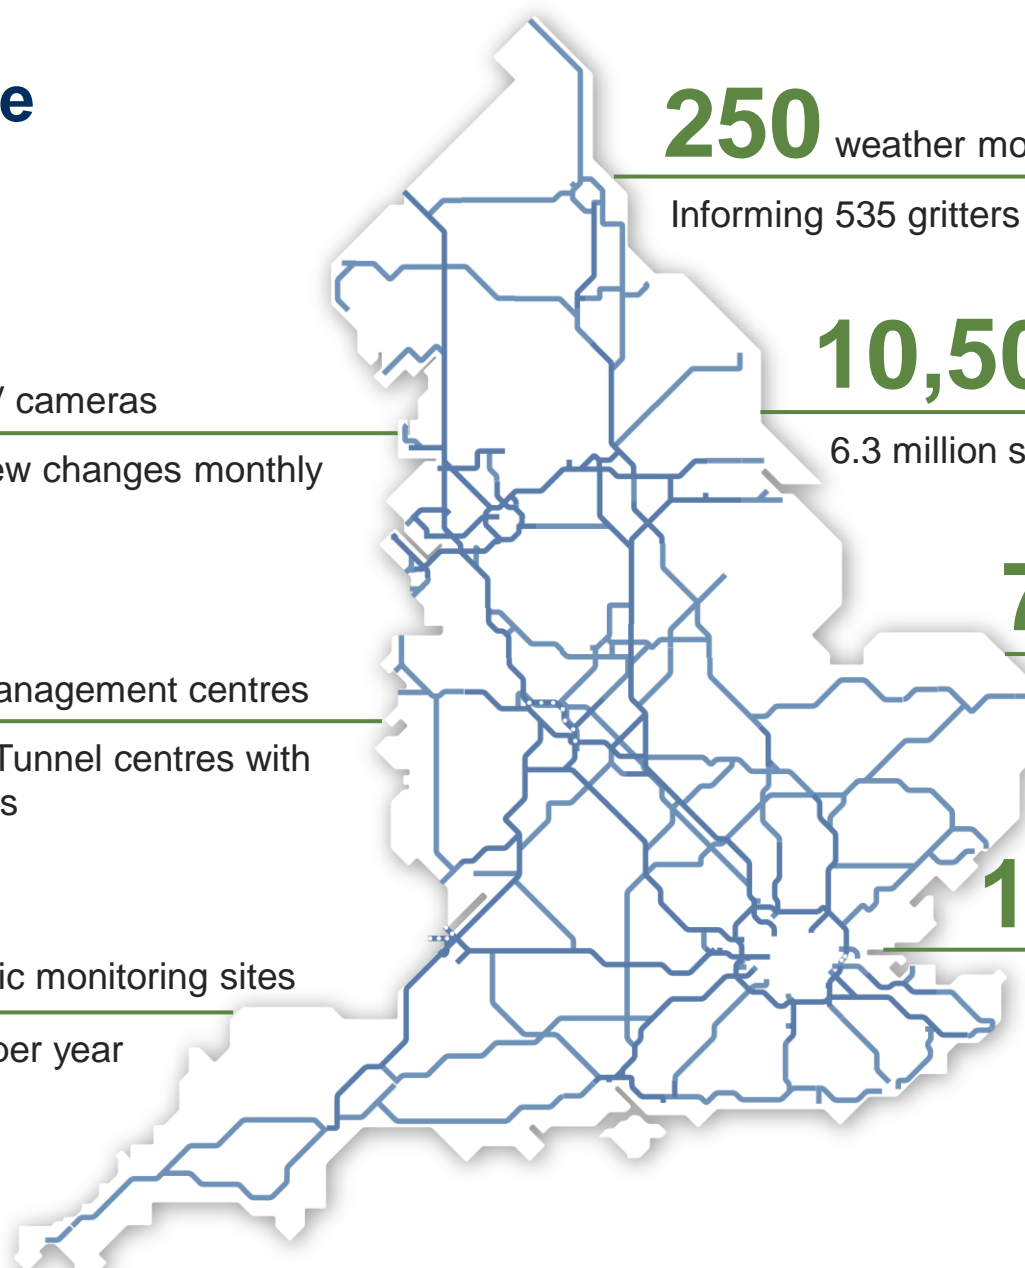 e
250 weather mo
Informing 535 gritters
10,50
6.3 million s
/ cameras
ew changes monthly
7
anagement centres
Tunnel centres with
s
1
ic monitoring sites
per year